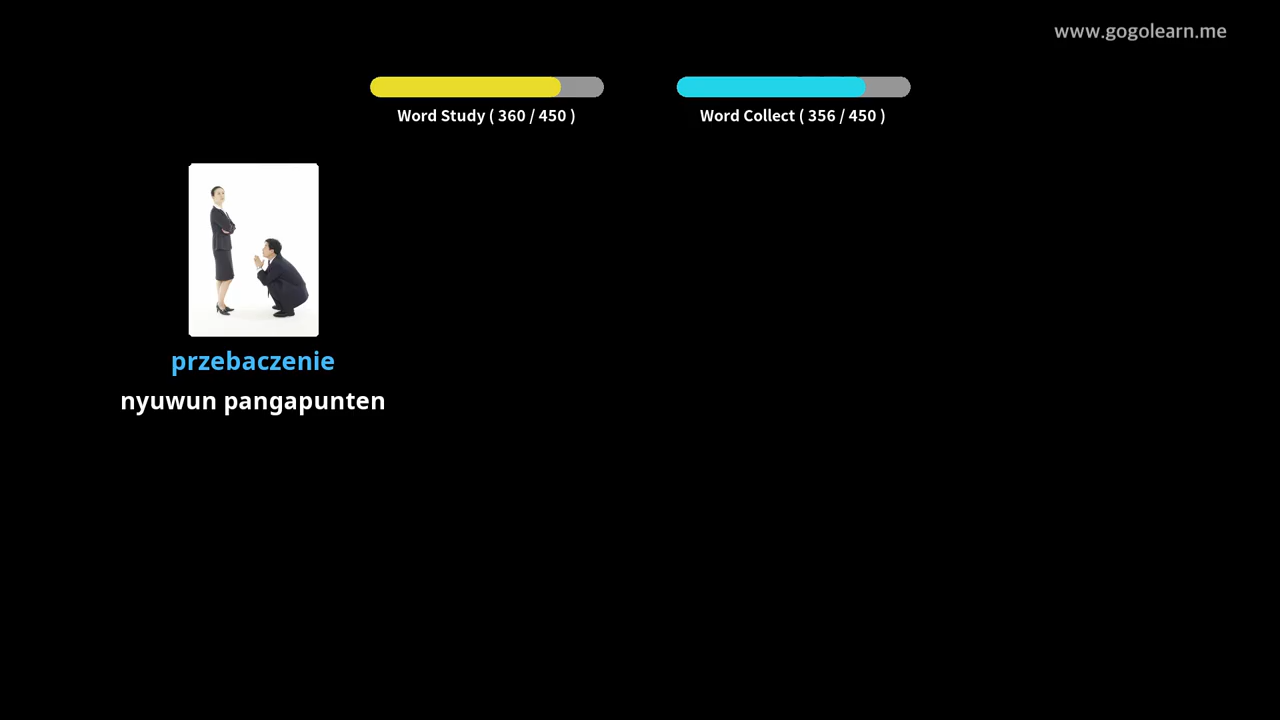 www.gogolearn.me
Word Study ( 360 / 450 )
Word Collect ( 356 / 450 )
przebaczenie
nyuwun pangapunten